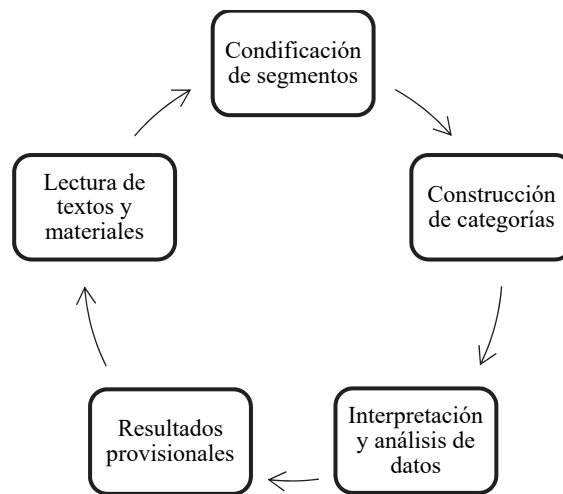 Condificación
de segmentos
Lectura de
textos y
materiales
Construcción
de categorías
Resultados
provisionales
Interpretación
y análisis de
datos